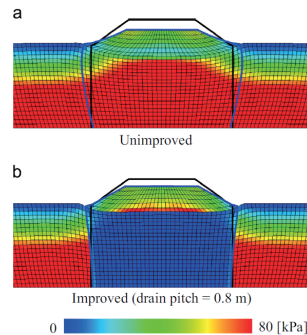 a
Unimproved
b
Improved (drain pitch = 0.8 m)
0 80 [kPa]